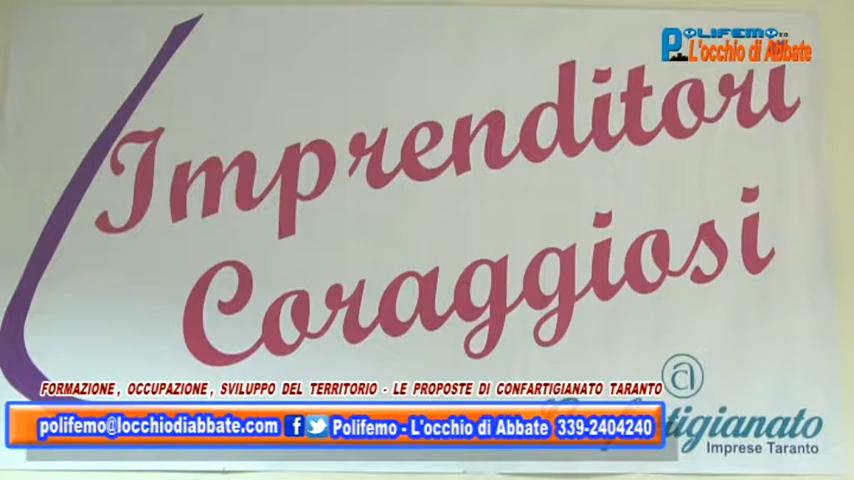 POLIFEMO
L'occhio di Abbate
Imprenditori
Coraggiosi
FORMAZIONE, OCCUPAZIONE, SVILUPPO DEL TERRITORIO - LE PROPOSTE DI CONFARTIGIANATO TARANTO
polifemo@locchiodiabbate.com Polifemo - L'occhio di Abbate 339-2404240
Confartigianato
Imprese Taranto